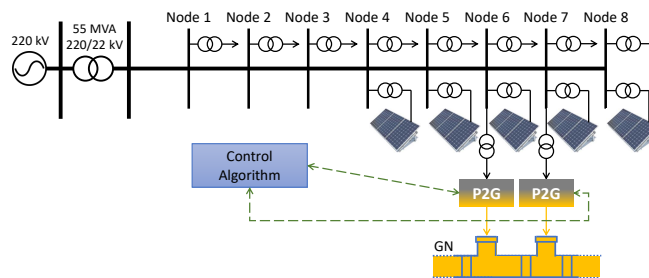 Node 1 Node 2 Node 3 Node 4 Node 5 Node 6 Node 7 Node 8
55 MVA
220 kV
220/22 kV
Control
Algorithm
P2G P2G
GN